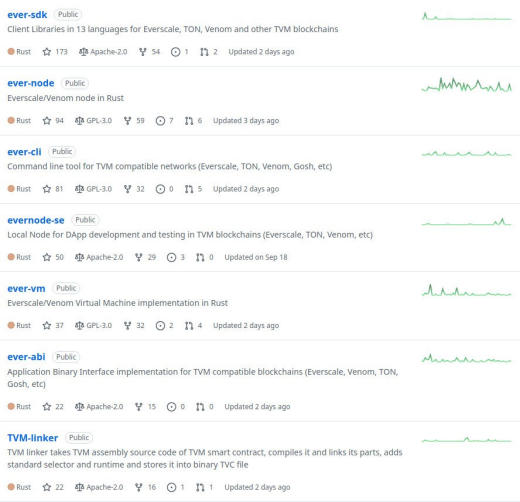 ever-sdk Public
Client Libraries in 13 languages for Everscale, TON, Venom and other TVM blockchains
Rust 173 Apache-2.0 54 1 2 Updated 2 days ago
ever-node Public
Everscale/Venom node in Rust
Rust 94 GPL-3.0 59 7 6 Updated 3 days ago
ever-cli Public
Command line tool for TVM compatible networks (Everscale, TON, Venom, Gosh, etc)
Rust 81 GPL-3.0 32 0 5 Updated 2 days ago
evernode-se Public
Local Node for DApp development and testing in TVM blockchains (Everscale, TON, Venom, etc)
Rust 50 Apache-2.0 29 3 0 Updated on Sep 18
ever-vm Public
Everscale/Venom Virtual Machine implementation in Rust
Rust 37 GPL-3.0 32 2 4 Updated 2 days ago
ever-abi Public
Application Binary Interface implementation for TVM compatible blockchains (Everscale, Venom, TON,
Gosh, etc)
Rust 22 Apache-2.0 15 0 0 Updated 2 days ago
TVM-linker Public
TVM linker takes TVM assembly source code of TVM smart contract, compiles it and links its parts, adds
standard selector and runtime and stores it into binary TVC file
Rust 22 Apache-2.0 16 1 1 Updated 2 days ago